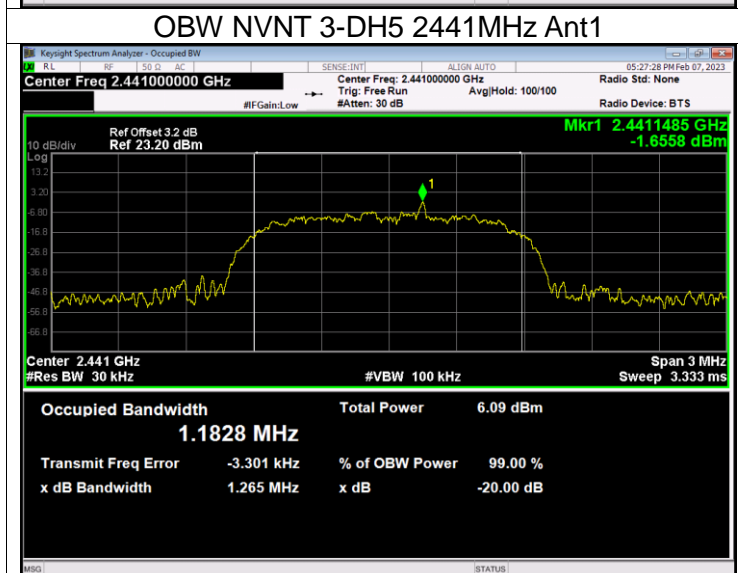 OBW NVNT 3-DH5 2441MHz Ant1
Keysight Spectrum Analyzer - Occupied BW
RL RF 50 Ω AC SENSE:INT ALIGN AUTO 05:27:28 PM Feb 07, 2023
Center Freq 2.441000000 GHz Center Freq: 2.441000000 GHz Radio Std: None
Trig: Free Run Avg|Hold: 100/100
#IFGain:Low #Atten: 30 dB Radio Device: BTS
Mkr1 2.4411485 GHz
-1.6558 dBm
Ref Offset 3.2 dB
10 dB/div Ref 23.20 dBm
Log
13.2
3.20
-6.80
-16.8
-26.8
-36.8
-46.8
-56.8
-66.8
1
Center 2.441 GHz Span 3 MHz
#Res BW 30 kHz #VBW 100 kHz Sweep 3.333 ms
Occupied Bandwidth Total Power 6.09 dBm
1.1828 MHz
Transmit Freq Error -3.301 kHz % of OBW Power 99.00 %
x dB Bandwidth 1.265 MHz x dB -20.00 dB
MSG STATUS